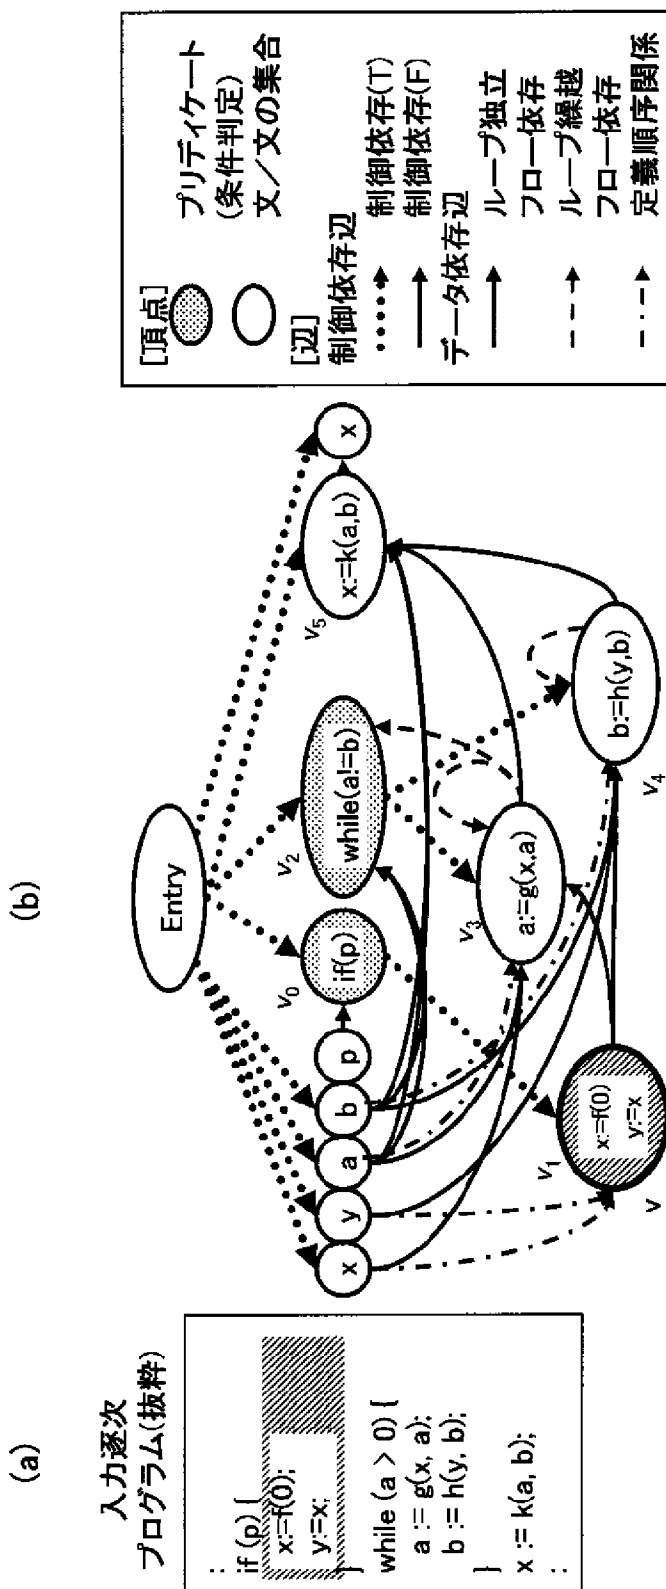 (a)
入力逐次
プログラム(抜粋)
:
if (p) {
x:=f(0);
y:=x;
}
while (a > 0) {
a := g(x, a);
b := h(y, b);
}
x := k(a, b);
:
(b)
Entry
x
y
a
b
p
v0
if(p)
v2
while(a!=b)
v5
x:=k(a,b)
x
v1
x:=f(0)
y:=x
v
v3
a:=g(x,a)
v4
b:=h(y,b)
[頂点]
プリディケート
(条件判定)
文／文の集合
[辺]
制御依存辺
制御依存(T)
制御依存(F)
データ依存辺
ループ独立
フロー依存
ループ繰越
フロー依存
定義順序関係